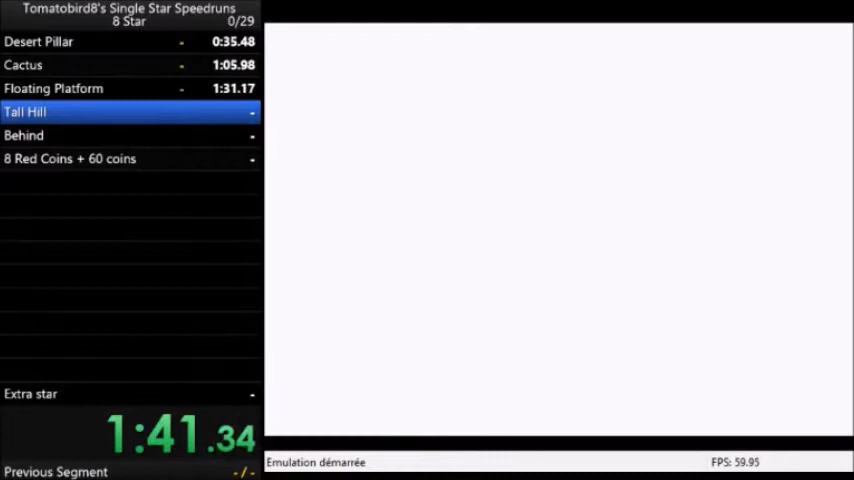 Tomatobird8's Single Star Speedruns
8 Star 0/29
Desert Pillar - 0:35.48
Cactus - 1:05.98
Floating Platform - 1:31.17
Tall Hill -
Behind -
8 Red Coins + 60 coins -
Extra star -
1:41.34
Previous Segment - / -
Emulation démarrée FPS: 59.95